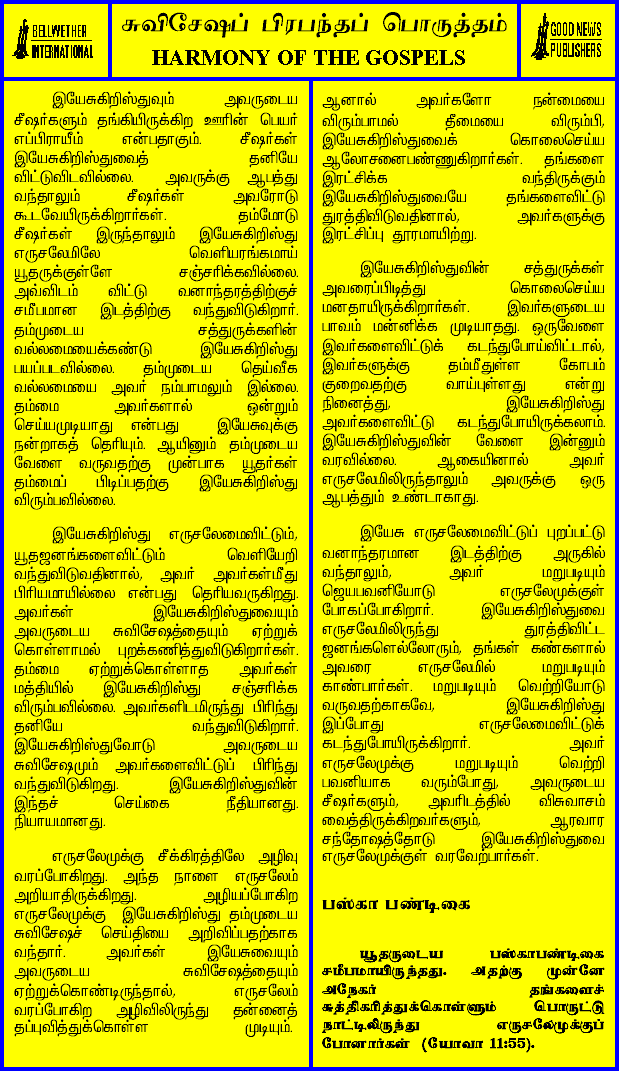 BELLWETHER
INTERNATIONAL
சுவிசேஷப் பிரபந்தப் பொருத்தம்
HARMONY OF THE GOSPELS
GOOD NEWS
PUBLISHERS
இயேசுகிறிஸ்துவும் அவருடைய
சீஷர்களும் தங்கியிருக்கிற ஊரின் பெயர்
எப்பிராயீம் என்பதாகும். சீஷர்கள்
இயேசுகிறிஸ்துவைத் தனியே
விட்டுவிடவில்லை. அவருக்கு ஆபத்து
வந்தாலும் சீஷர்கள் அவரோடு
கூடவேயிருக்கிறார்கள். தம்மோடு
சீஷர்கள் இருந்தாலும் இயேசுகிறிஸ்து
எருசலேமிலே வெளியரங்கமாய்
யூதருக்குள்ளே சஞ்சரிக்கவில்லை.
அவ்விடம் விட்டு வனாந்தரத்திற்குச்
சமீபமான இடத்திற்கு வந்துவிடுகிறார்.
தம்முடைய சத்துருக்களின்
வல்லமையைக்கண்டு இயேசுகிறிஸ்து
பயப்படவில்லை. தம்முடைய தெய்வீக
வல்லமையை அவர் நம்பாமலும் இல்லை.
தம்மை அவர்களால் ஒன்றும்
செய்யமுடியாது என்பது இயேசுவுக்கு
நன்றாகத் தெரியும். ஆயினும் தம்முடைய
வேளை வருவதற்கு முன்பாக யூதர்கள்
தம்மைப் பிடிப்பதற்கு இயேசுகிறிஸ்து
விரும்பவில்லை.
இயேசுகிறிஸ்து எருசலேமைவிட்டும்,
யூதஜனங்களைவிட்டும் வெளியேறி
வந்துவிடுவதினால், அவர் அவர்கள்மீது
பிரியமாயில்லை என்பது தெரியவருகிறது.
அவர்கள் இயேசுகிறிஸ்துவையும்
அவருடைய சுவிசேஷத்தையும் ஏற்றுக்
கொள்ளாமல் புறக்கணித்துவிடுகிறார்கள்.
தம்மை ஏற்றுக்கொள்ளாத அவர்கள்
மத்தியில் இயேசுகிறிஸ்து சஞ்சரிக்க
விரும்பவில்லை. அவர்களிடமிருந்து பிரிந்து
தனியே வந்துவிடுகிறார்.
இயேசுகிறிஸ்துவோடு அவருடைய
சுவிசேஷமும் அவர்களைவிட்டுப் பிரிந்து
வந்துவிடுகிறது. இயேசுகிறிஸ்துவின்
இந்தச் செய்கை நீதியானது.
நியாயமானது.
எருசலேமுக்கு சீக்கிரத்திலே அழிவு
வரப்போகிறது. அந்த நாளை எருசலேம்
அறியாதிருக்கிறது. அழியப்போகிற
எருசலேமுக்கு இயேசுகிறிஸ்து தம்முடைய
சுவிசேஷச் செய்தியை அறிவிப்பதற்காக
வந்தார். அவர்கள் இயேசுவையும்
அவருடைய சுவிசேஷத்தையும்
ஏற்றுக்கொண்டிருந்தால், எருசலேம்
வரப்போகிற அழிவிலிருந்து தன்னைத்
தப்புவித்துக்கொள்ள முடியும்.
ஆனால் அவர்களோ நன்மையை
விரும்பாமல் தீமையை விரும்பி,
இயேசுகிறிஸ்துவைக் கொலைசெய்ய
ஆலோசனைபண்ணுகிறார்கள். தங்களை
இரட்சிக்க வந்திருக்கும்
இயேசுகிறிஸ்துவையே தங்களைவிட்டு
துரத்திவிடுவதினால், அவர்களுக்கு
இரட்சிப்பு தூரமாயிற்று.
இயேசுகிறிஸ்துவின் சத்துருக்கள்
அவரைப்பிடித்து கொலைசெய்ய
மனதாயிருக்கிறார்கள். இவர்களுடைய
பாவம் மன்னிக்க முடியாதது. ஒருவேளை
இவர்களைவிட்டுக் கடந்துபோய்விட்டால்,
இவர்களுக்கு தம்மீதுள்ள கோபம்
குறைவதற்கு வாய்புள்ளது என்று
நினைத்து, இயேசுகிறிஸ்து
அவர்களைவிட்டு கடந்துபோயிருக்கலாம்.
இயேசுகிறிஸ்துவின் வேளை இன்னும்
வரவில்லை. ஆகையினால் அவர்
எருசலேமிலிருந்தாலும் அவருக்கு ஒரு
ஆபத்தும் உண்டாகாது.
இயேசு எருசலேமைவிட்டுப் புறப்பட்டு
வனாந்தரமான இடத்திற்கு அருகில்
வந்தாலும், அவர் மறுபடியும்
ஜெயபவனியோடு எருசலேமுக்குள்
போகப்போகிறார். இயேசுகிறிஸ்துவை
எருசலேமிலிருந்து துரத்திவிட்ட
ஜனங்களெல்லோரும், தங்கள் கண்களால்
அவரை எருசலேமில் மறுபடியும்
காண்பார்கள். மறுபடியும் வெற்றியோடு
வருவதற்காகவே, இயேசுகிறிஸ்து
இப்போது எருசலேமைவிட்டுக்
கடந்துபோயிருக்கிறார். அவர்
எருசலேமுக்கு மறுபடியும் வெற்றி
பவனியாக வரும்போது, அவருடைய
சீஷர்களும், அவரிடத்தில் விசுவாசம்
வைத்திருக்கிறவர்களும், ஆரவார
சந்தோஷத்தோடு இயேசுகிறிஸ்துவை
எருசலேமுக்குள் வரவேற்பார்கள்.
பஸ்கா பண்டிகை
யூதருடைய பஸ்காபண்டிகை
சமீபமாயிருந்தது. அதற்கு முன்னே
அநேகர் தங்களைச்
சுத்திகரித்துக்கொள்ளும் பொருட்டு
நாட்டிலிருந்து எருசலேமுக்குப்
போனார்கள் (யோவா 11:55).